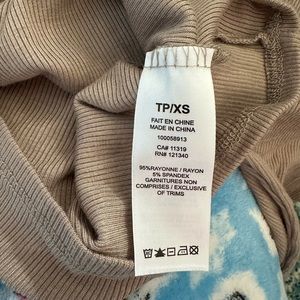 TP/XS
FAIT EN CHINE
MADE IN CHINA
100058913
CA# 11319
RN# 121340
95%RAYONNE / RAYON
5% SPANDEX
GARNITURES NON
COMPRISES / EXCLUSIVE
OF TRIMS